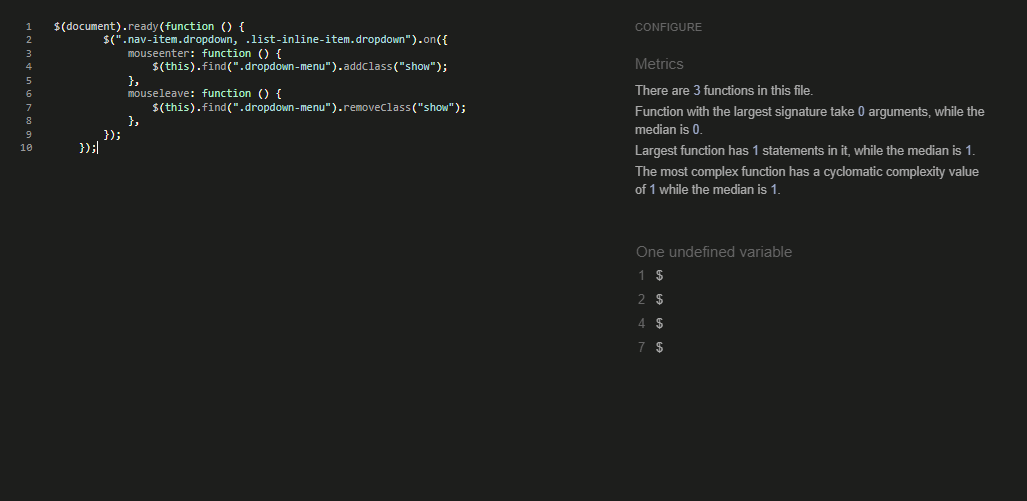 1 $(document).ready(function () {
2 $(".nav-item.dropdown, .list-inline-item.dropdown").on({
3 mouseenter: function () {
4 $(this).find(".dropdown-menu").addClass("show");
5 },
6 mouseleave: function () {
7 $(this).find(".dropdown-menu").removeClass("show");
8 },
9 });
10 });
CONFIGURE
Metrics
There are 3 functions in this file.
Function with the largest signature take 0 arguments, while the
median is 0.
Largest function has 1 statements in it, while the median is 1.
The most complex function has a cyclomatic complexity value
of 1 while the median is 1.
One undefined variable
1 $
2 $
4 $
7 $